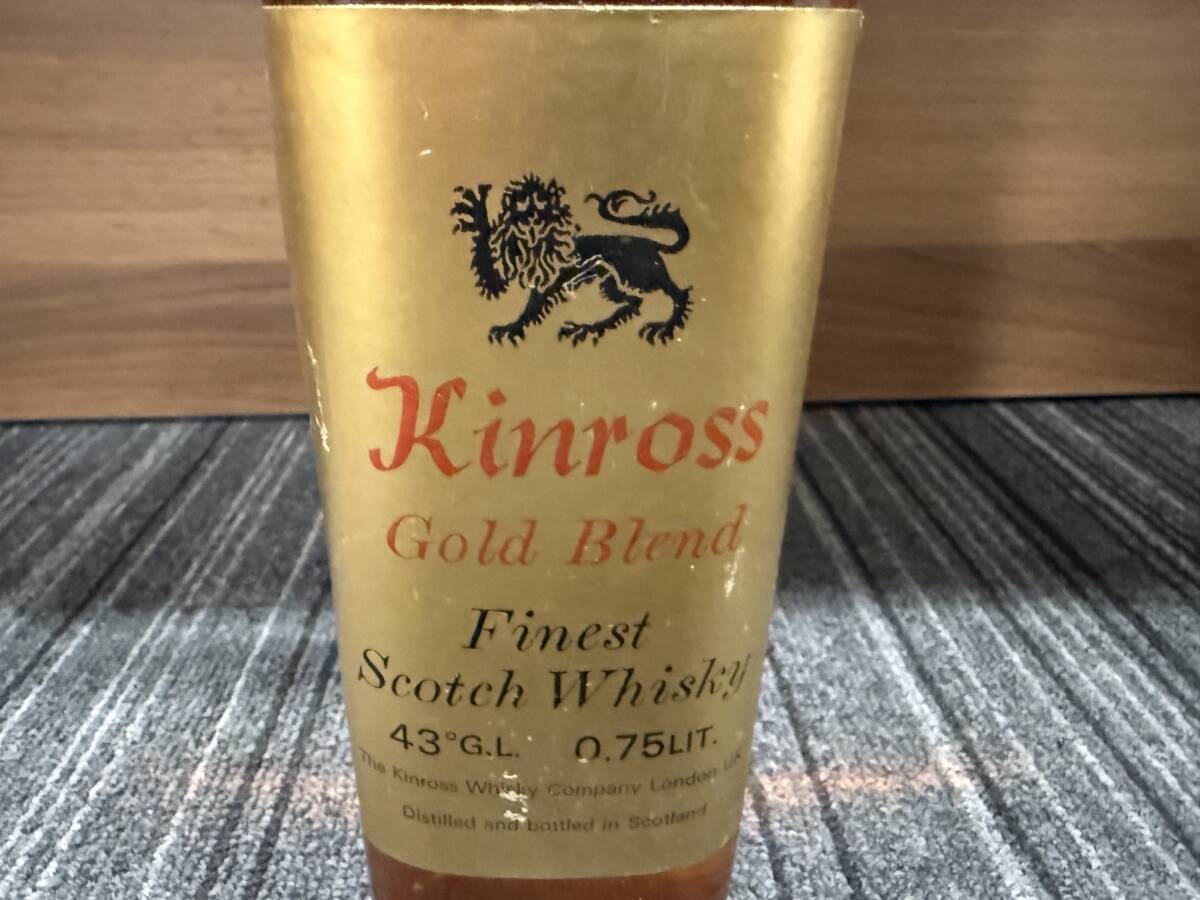 Kinross
Gold Blend
Finest
Scotch Whisky
43°G.L. 0.75LIT.
The Kinross Whisky Company London UK
Distilled and bottled in Scotland